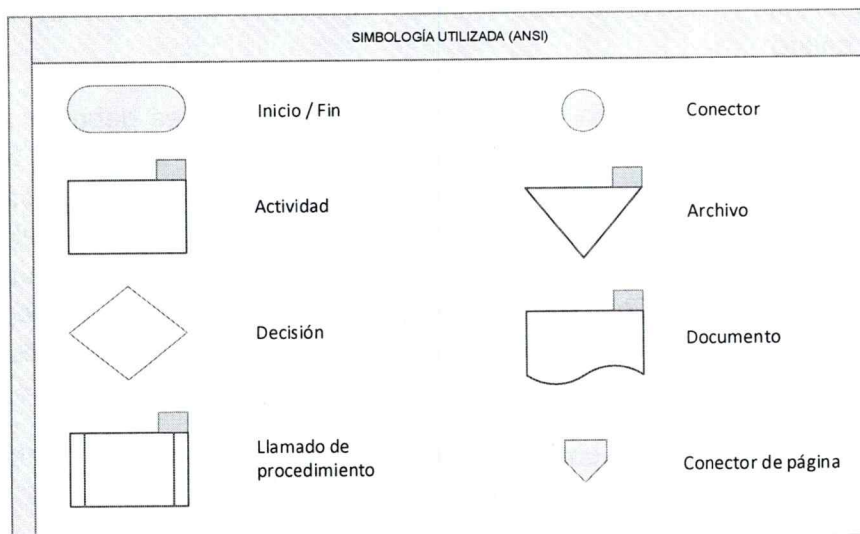 SIMBOLOGÍA UTILIZADA (ANSI)
Inicio / Fin
Conector
Actividad
Archivo
Decisión
Documento
Llamado de
procedimiento
Conector de página